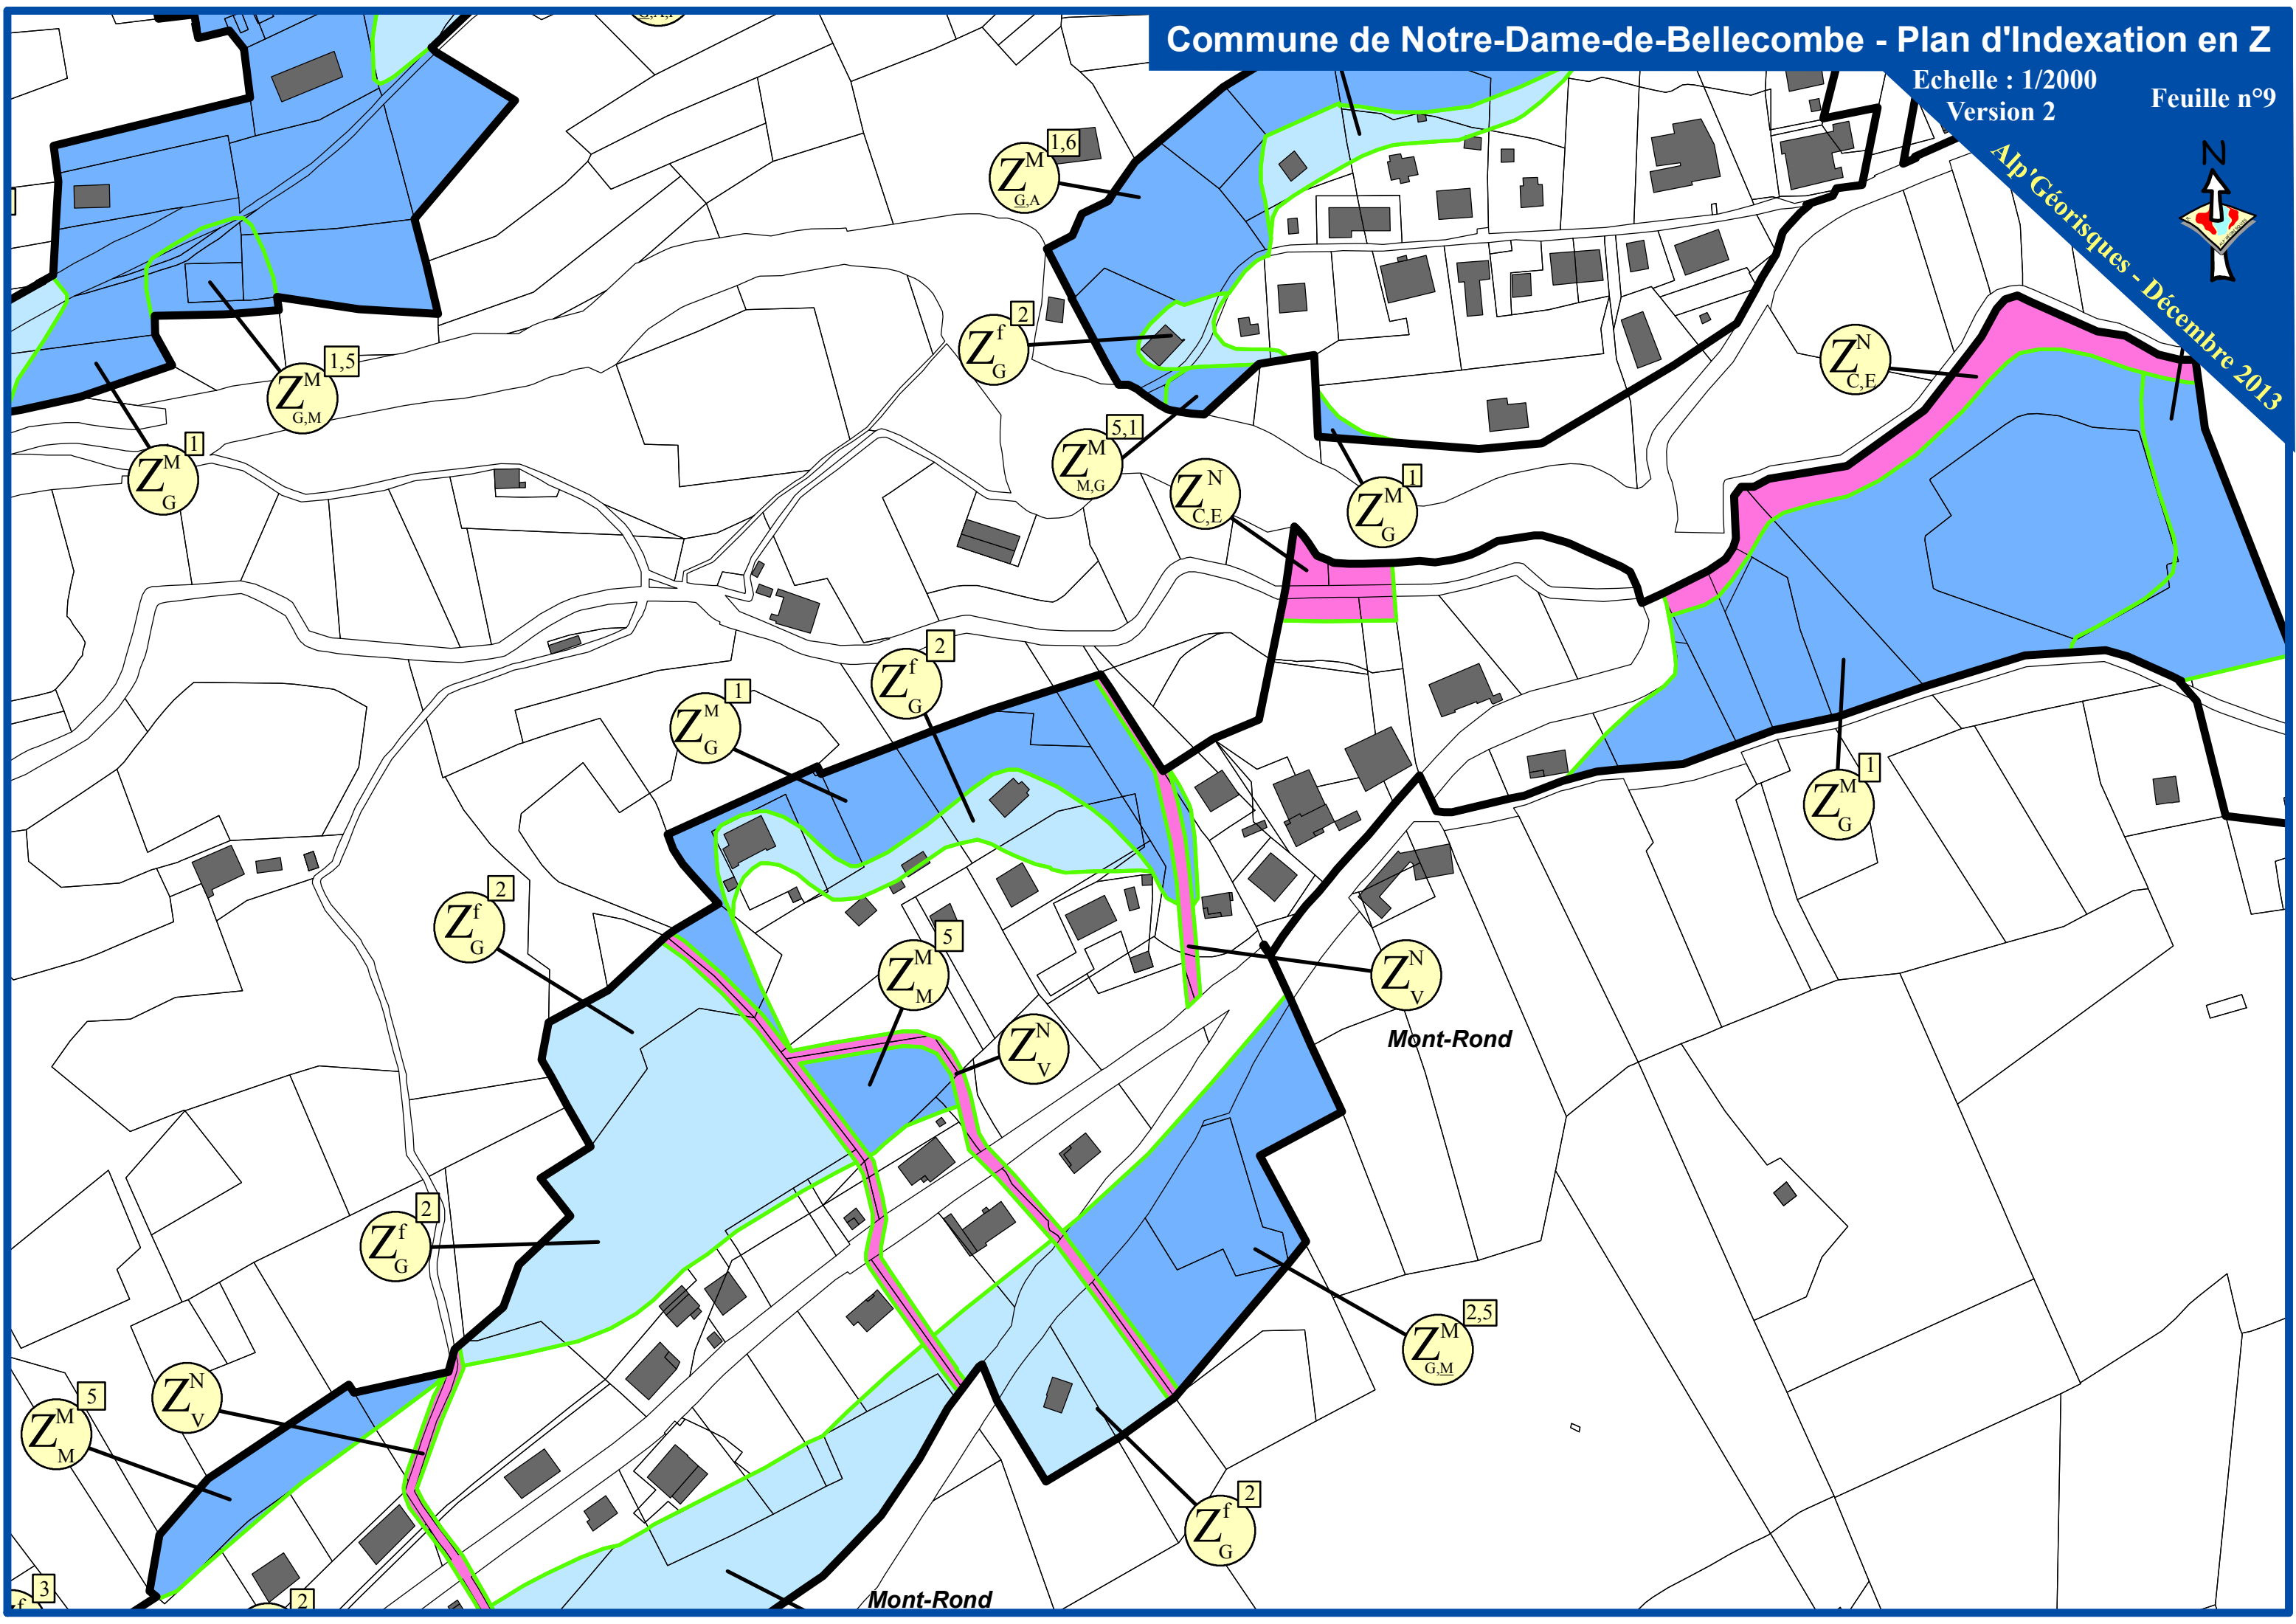 Commune de Notre-Dame-de-Bellecombe - Plan d'Indexation en Z
Echelle : 1/2000
Version 2
Feuille n°9
Alp'Géorisques - Décembre 2013
N
Z M G,A 1,6
Z f G 2
Z M G,M 1,5
Z M G 1
Z M M,G 5,1
Z N C,E
Z M G 1
Z N C,E
Z f G 2
Z M G 1
Z M G 1
Z f G 2
Z M M 5
Z N V
Z N V
Mont-Rond
Z f G 2
Z M G,M 2,5
Z N V
Z M M 5
Z f G 2
3
2
Mont-Rond